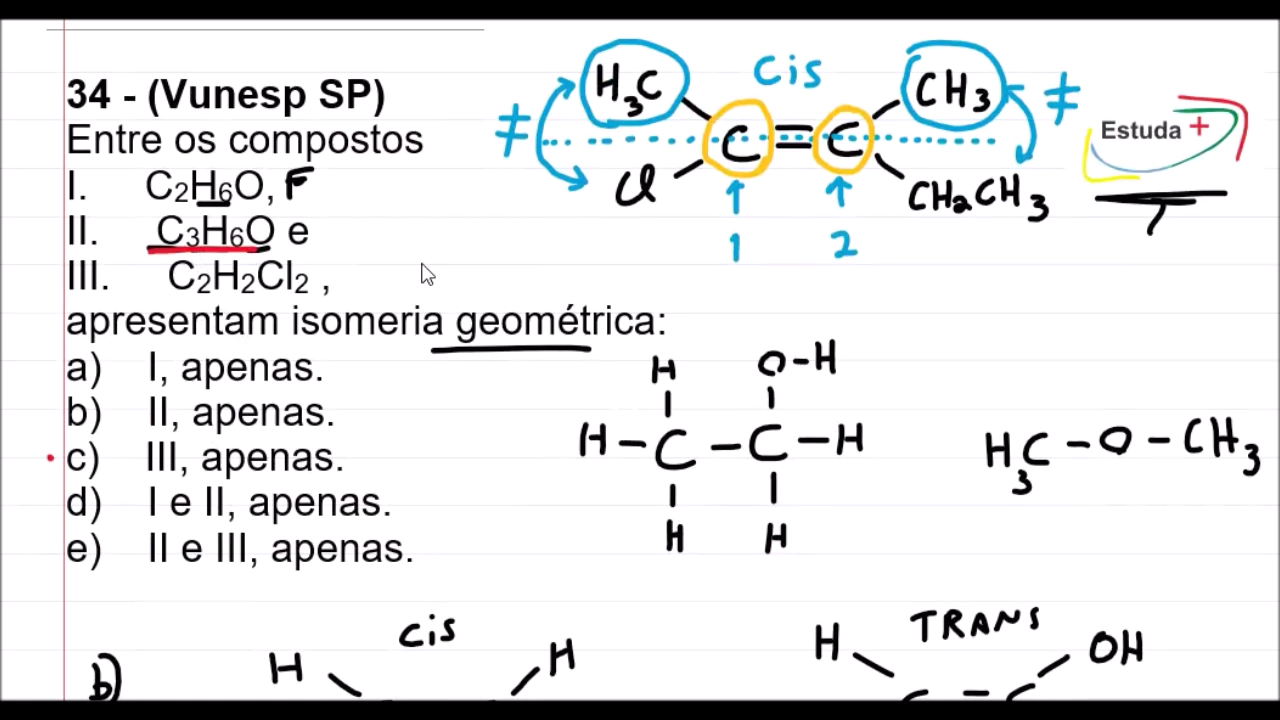 34 - (Vunesp SP)
Entre os compostos
I. C2H6O, F
II. C3H6O e
III. C2H2Cl2 ,
apresentam isomeria geométrica:
a) I, apenas.
b) II, apenas.
c) III, apenas.
d) I e II, apenas.
e) II e III, apenas.
Cis
H3C CH3
≠ ≠
C=C
Cl CH2CH3
1 2
Estuda +
H O-H
H-C-C-H
H H
H3C-O-CH3
b) cis
H H
TRANS
H OH
C=C